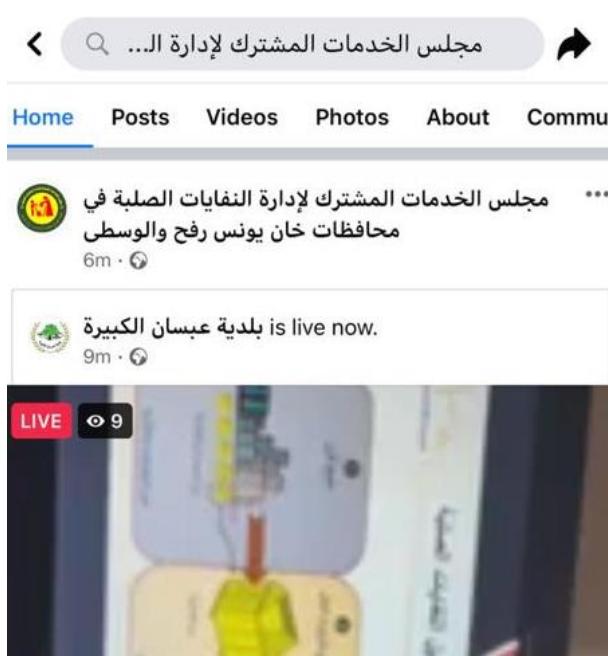 مجلس الخدمات المشترك لإدارة الـ...
Home Posts Videos Photos About Commu
مجلس الخدمات المشترك لإدارة النفايات الصلبة في
محافظات خان يونس رفح والوسطى
6m ·
بلدية عبسان الكبيرة is live now.
9m ·
LIVE 9